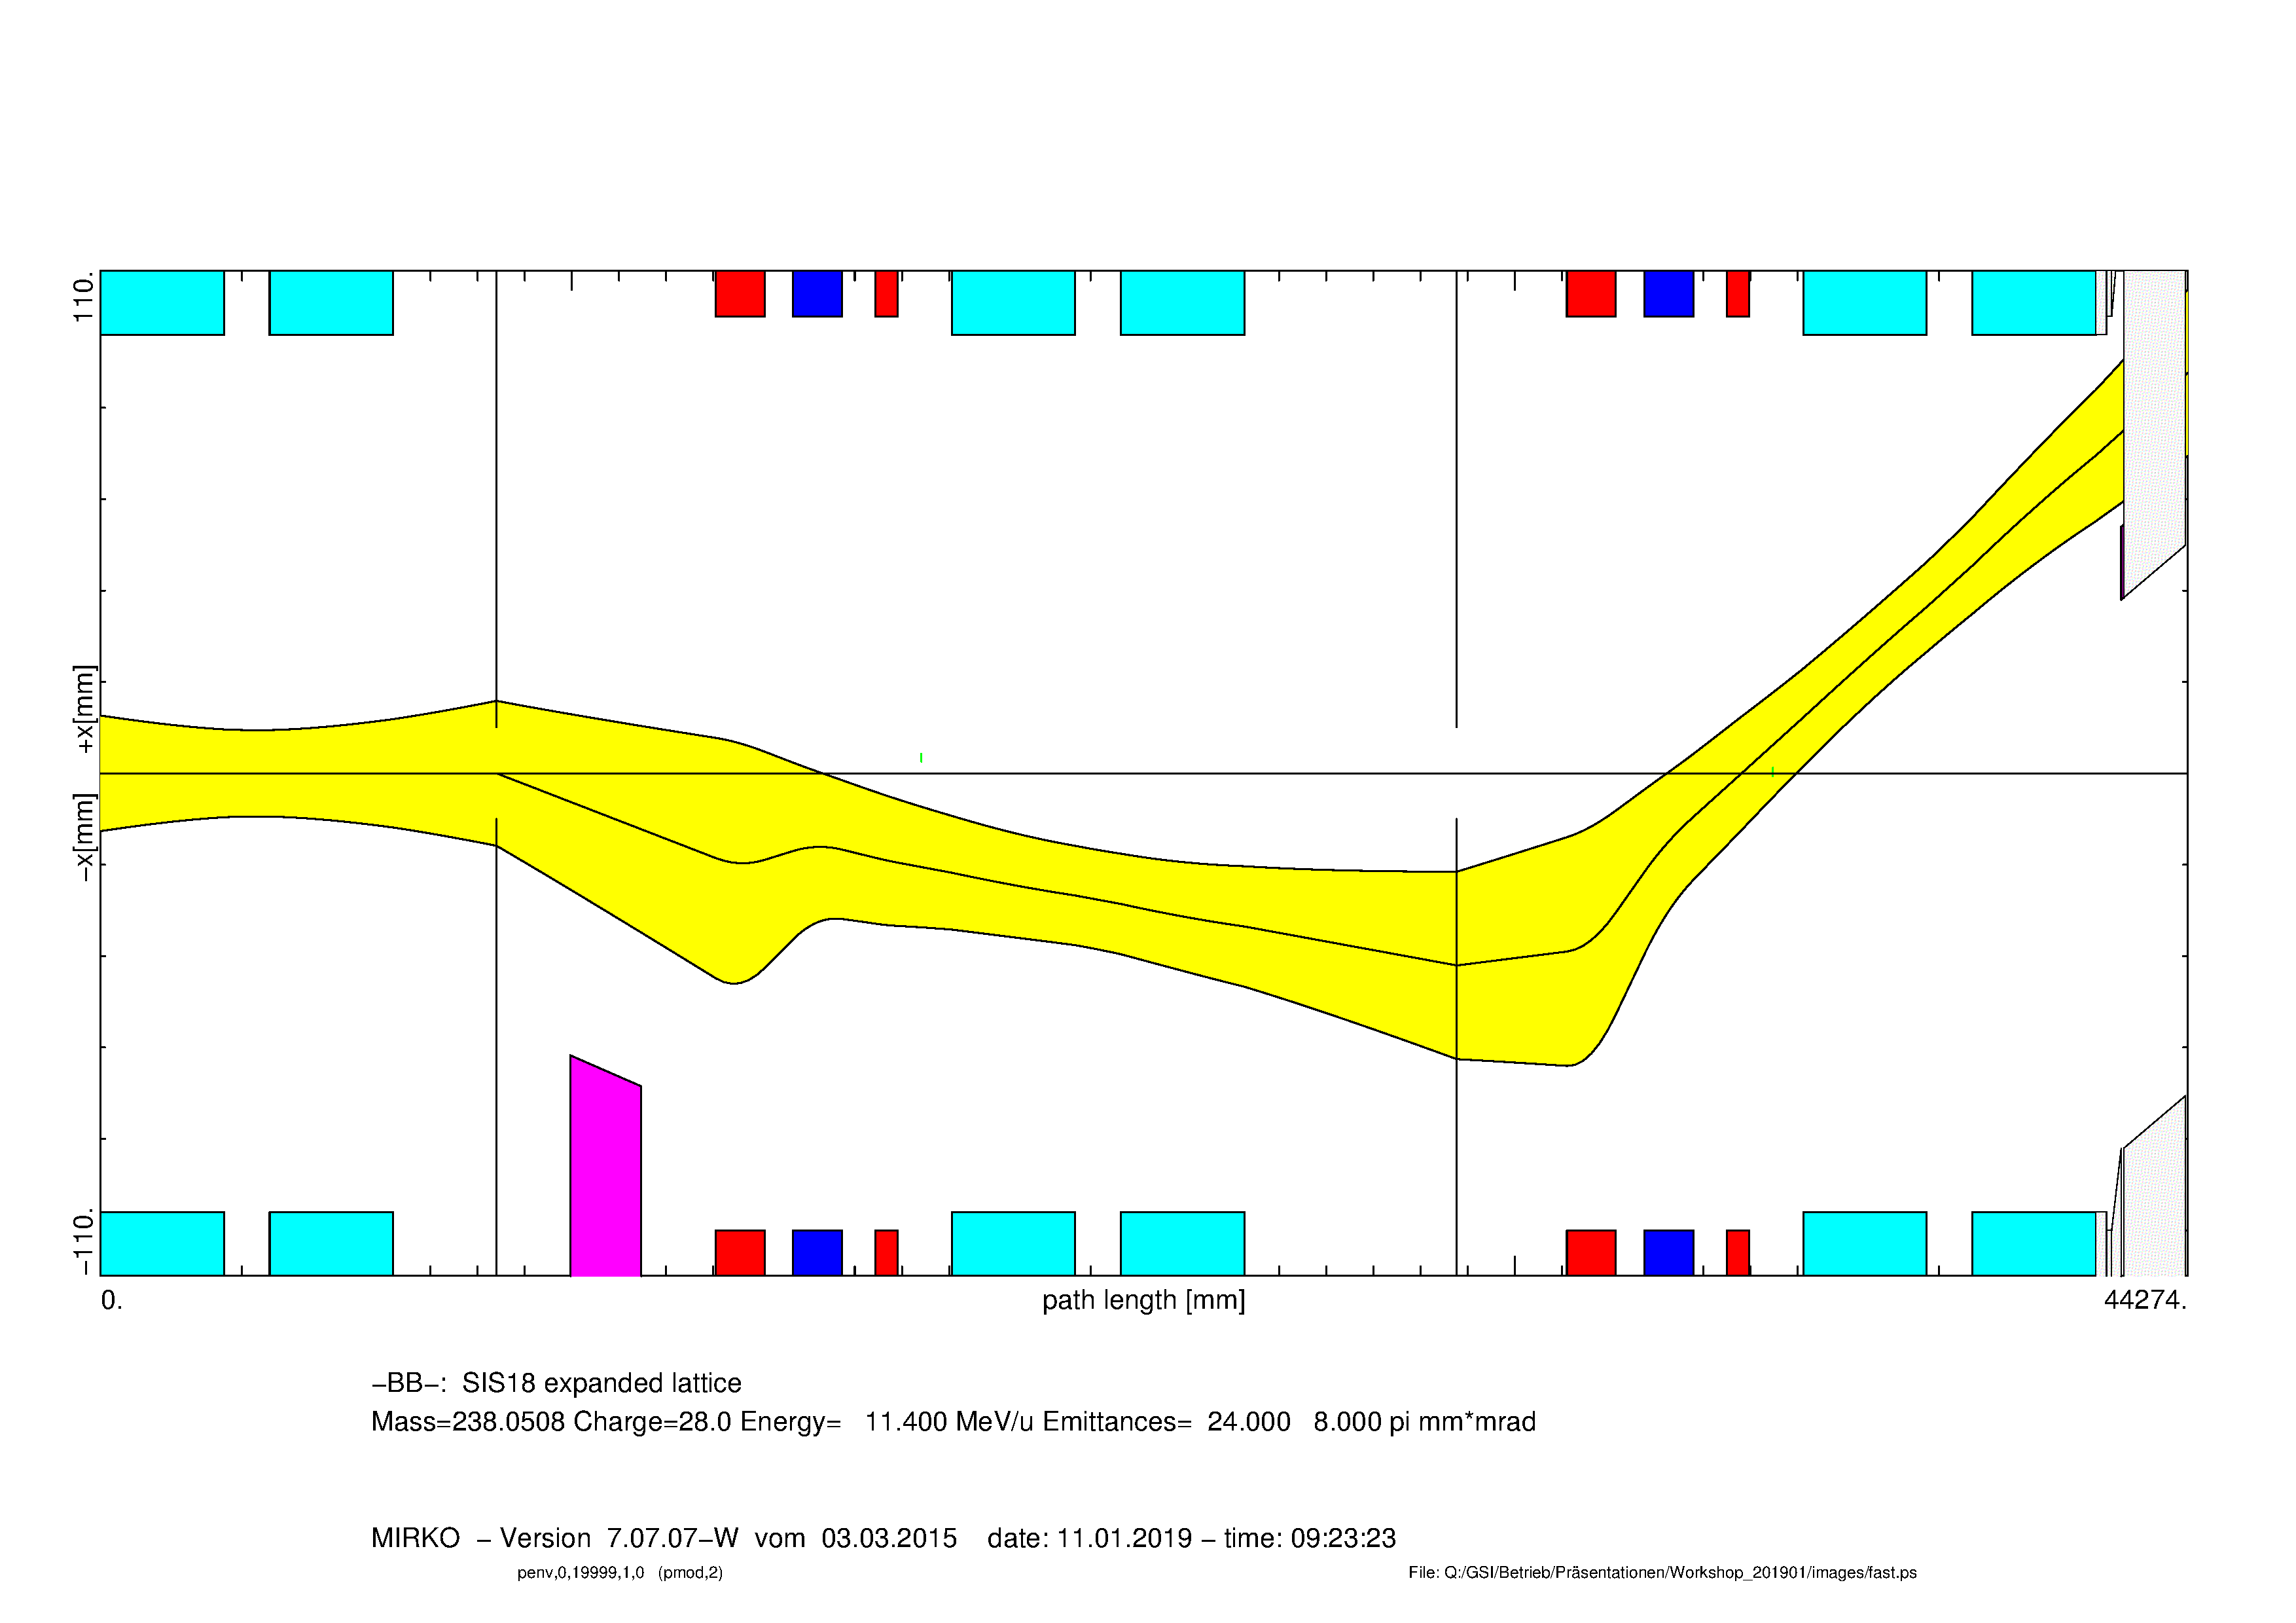 110.
+x[mm]
−x[mm]
−110.
0. path length [mm] 44274.
−BB−: SIS18 expanded lattice
Mass=238.0508 Charge=28.0 Energy= 11.400 MeV/u Emittances= 24.000 8.000 pi mm*mrad
MIRKO − Version 7.07.07−W vom 03.03.2015 date: 11.01.2019 − time: 09:23:23
penv,0,19999,1,0 (pmod,2) File: Q:/GSI/Betrieb/Präsentationen/Workshop_201901/images/fast.ps